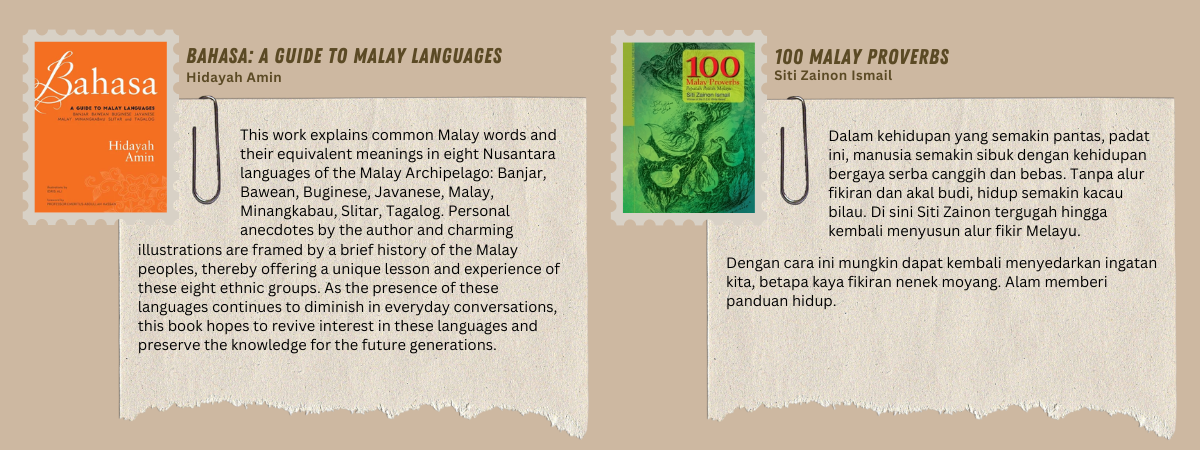 BAHASA: A GUIDE TO MALAY LANGUAGES
Hidayah Amin
Bahasa
A GUIDE TO MALAY LANGUAGES
BANJAR BAWEAN BUGINESE JAVANESE
MALAY MINANGKABAU SLITAR and TAGALOG
Hidayah
Amin
This work explains common Malay words and
their equivalent meanings in eight Nusantara
languages of the Malay Archipelago: Banjar,
Bawean, Buginese, Javanese, Malay,
Minangkabau, Slitar, Tagalog. Personal
anecdotes by the author and charming
illustrations are framed by a brief history of the Malay
peoples, thereby offering a unique lesson and experience of
these eight ethnic groups. As the presence of these
languages continues to diminish in everyday conversations,
this book hopes to revive interest in these languages and
preserve the knowledge for the future generations.
100 MALAY PROVERBS
Siti Zainon Ismail
100
Malay Proverbs
Siti Zainon Ismail
Dalam kehidupan yang semakin pantas, padat
ini, manusia semakin sibuk dengan kehidupan
bergaya serba canggih dan bebas. Tanpa alur
fikiran dan akal budi, hidup semakin kacau
bilau. Di sini Siti Zainon tergugah hingga
kembali menyusun alur fikir Melayu.
Dengan cara ini mungkin dapat kembali menyedarkan ingatan
kita, betapa kaya fikiran nenek moyang. Alam memberi
panduan hidup.